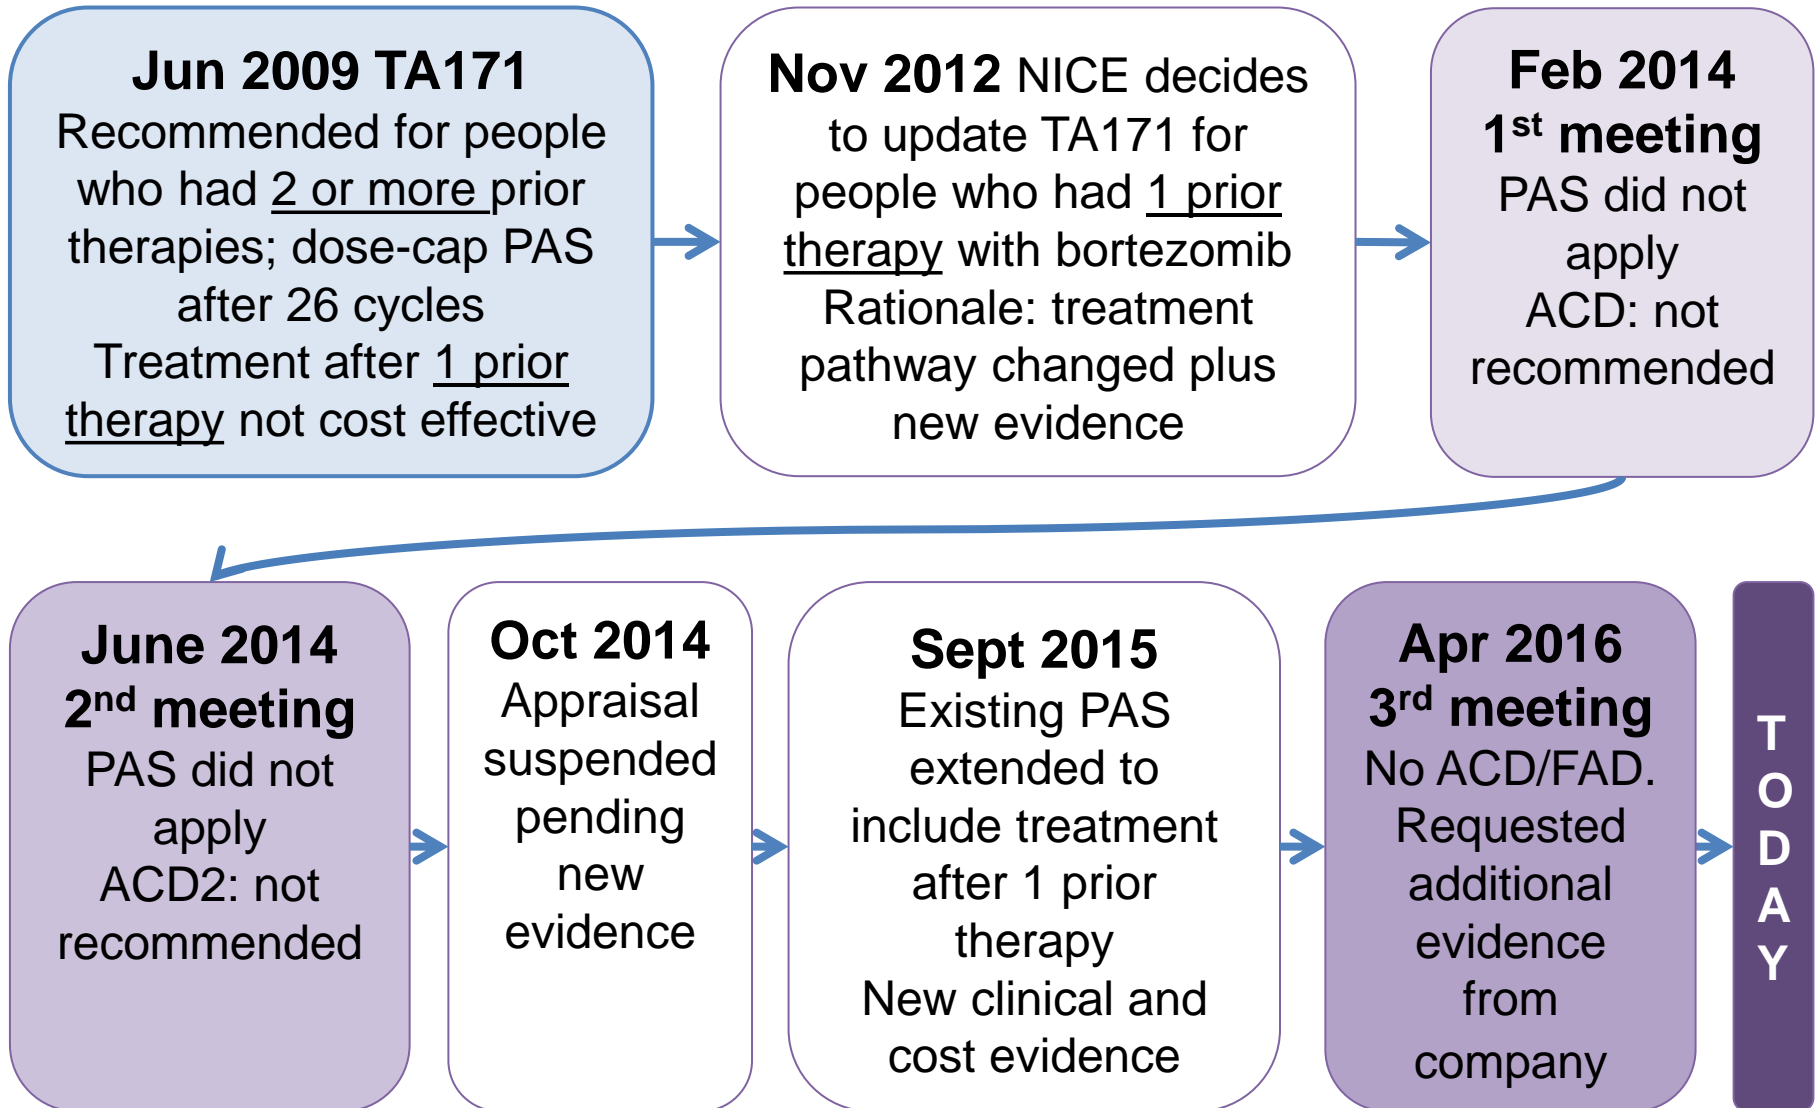 Jun 2009 TA171
Recommended for people
who had 2 or more prior
therapies; dose-cap PAS
after 26 cycles
Treatment after 1 prior
therapy not cost effective
Nov 2012 NICE decides
to update TA171 for
people who had 1 prior
therapy with bortezomib
Rationale: treatment
pathway changed plus
new evidence
Feb 2014
1st meeting
PAS did not
apply
ACD: not
recommended
June 2014
2nd meeting
PAS did not
apply
ACD2: not
recommended
Oct 2014
Appraisal
suspended
pending
new
evidence
Sept 2015
Existing PAS
extended to
include treatment
after 1 prior
therapy
New clinical and
cost evidence
Apr 2016
3rd meeting
No ACD/FAD.
Requested
additional
evidence
from
company
T
O
D
A
Y